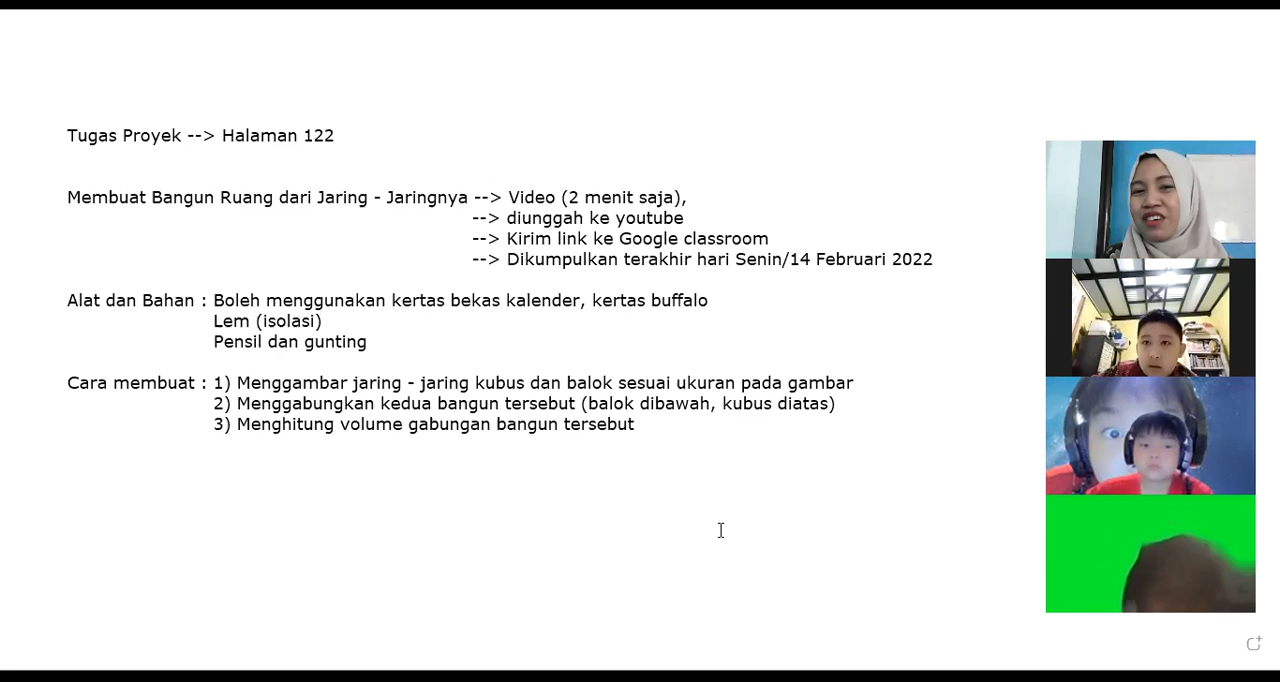 Tugas Proyek --> Halaman 122
Membuat Bangun Ruang dari Jaring - Jaringnya --> Video (2 menit saja),
--> diunggah ke youtube
--> Kirim link ke Google classroom
--> Dikumpulkan terakhir hari Senin/14 Februari 2022
Alat dan Bahan : Boleh menggunakan kertas bekas kalender, kertas buffalo
Lem (isolasi)
Pensil dan gunting
Cara membuat : 1) Menggambar jaring - jaring kubus dan balok sesuai ukuran pada gambar
2) Menggabungkan kedua bangun tersebut (balok dibawah, kubus diatas)
3) Menghitung volume gabungan bangun tersebut